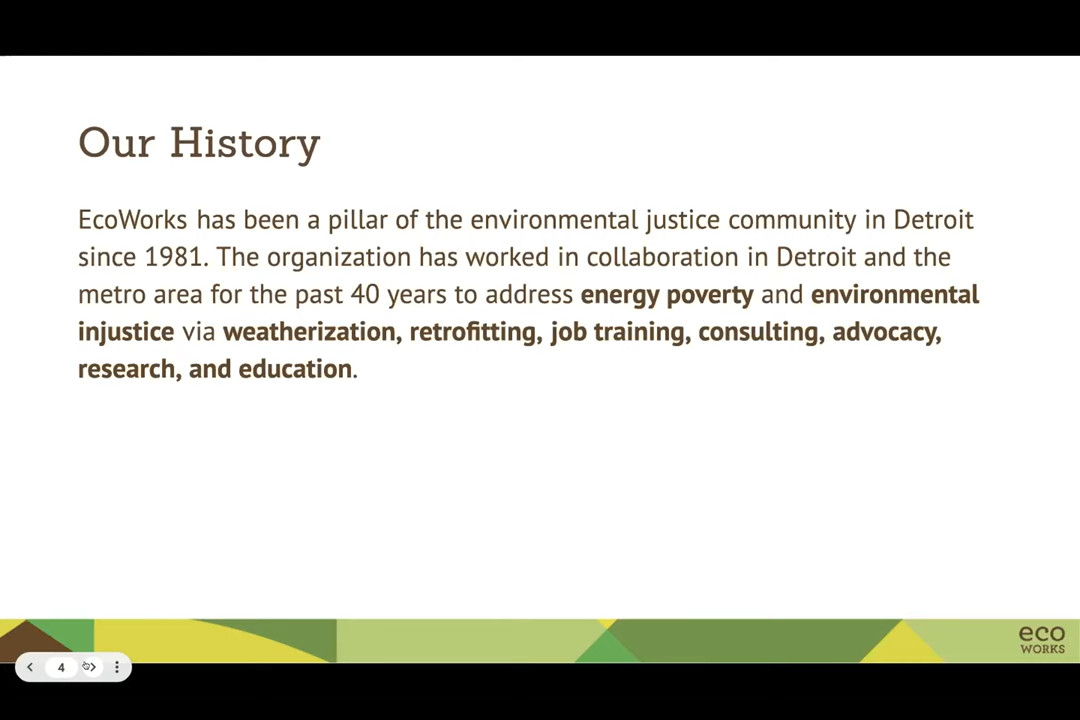 Our History
EcoWorks has been a pillar of the environmental justice community in Detroit
since 1981. The organization has worked in collaboration in Detroit and the
metro area for the past 40 years to address energy poverty and environmental
injustice via weatherization, retrofitting, job training, consulting, advocacy,
research, and education.
eco
WORKS
4